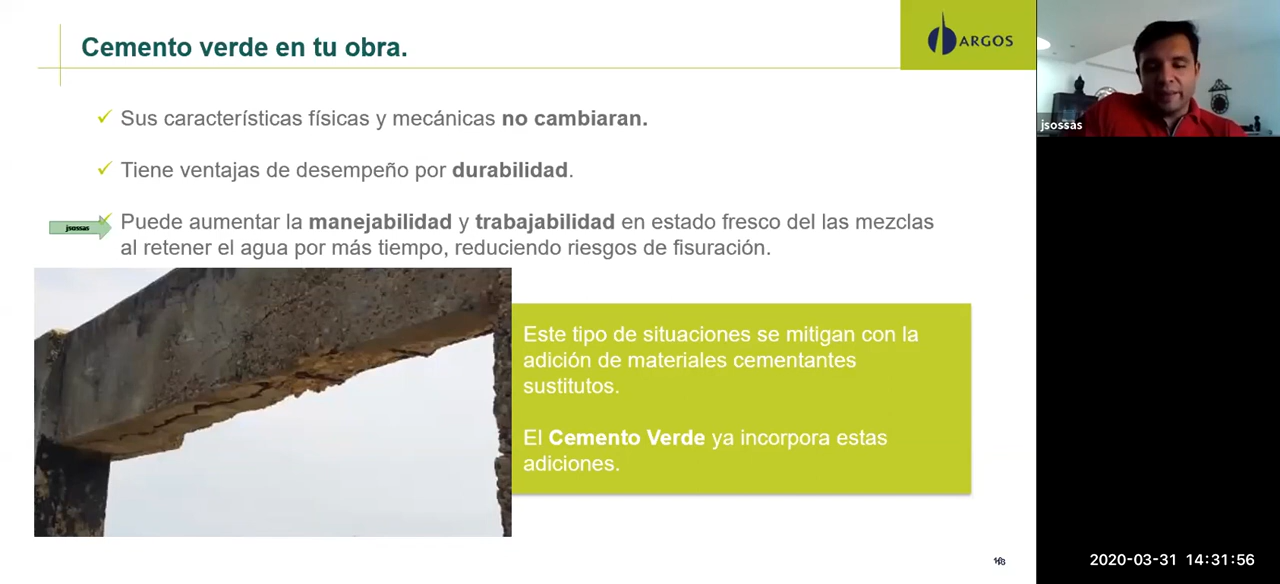 Cemento verde en tu obra.
ARGOS
Sus características físicas y mecánicas no cambiaran.
Tiene ventajas de desempeño por durabilidad.
Puede aumentar la manejabilidad y trabajabilidad en estado fresco del las mezclas
al retener el agua por más tiempo, reduciendo riesgos de fisuración.
jsossas
Este tipo de situaciones se mitigan con la
adición de materiales cementantes
sustitutos.
El Cemento Verde ya incorpora estas
adiciones.
jsossas
2020-03-31 14:31:56